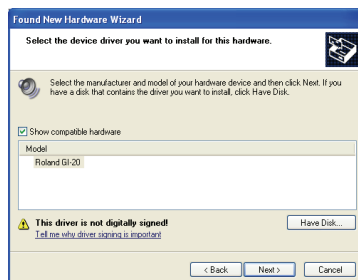 Found New Hardware Wizard
Select the device driver you want to install for this hardware.
Select the manufacturer and model of your hardware device and then click Next. If you
have a disk that contains the driver you want to install, click Have Disk.
Show compatible hardware
Model
Roland GI-20
This driver is not digitally signed!
Have Disk...
Tell me why driver signing is important
< Back
Next >
Cancel